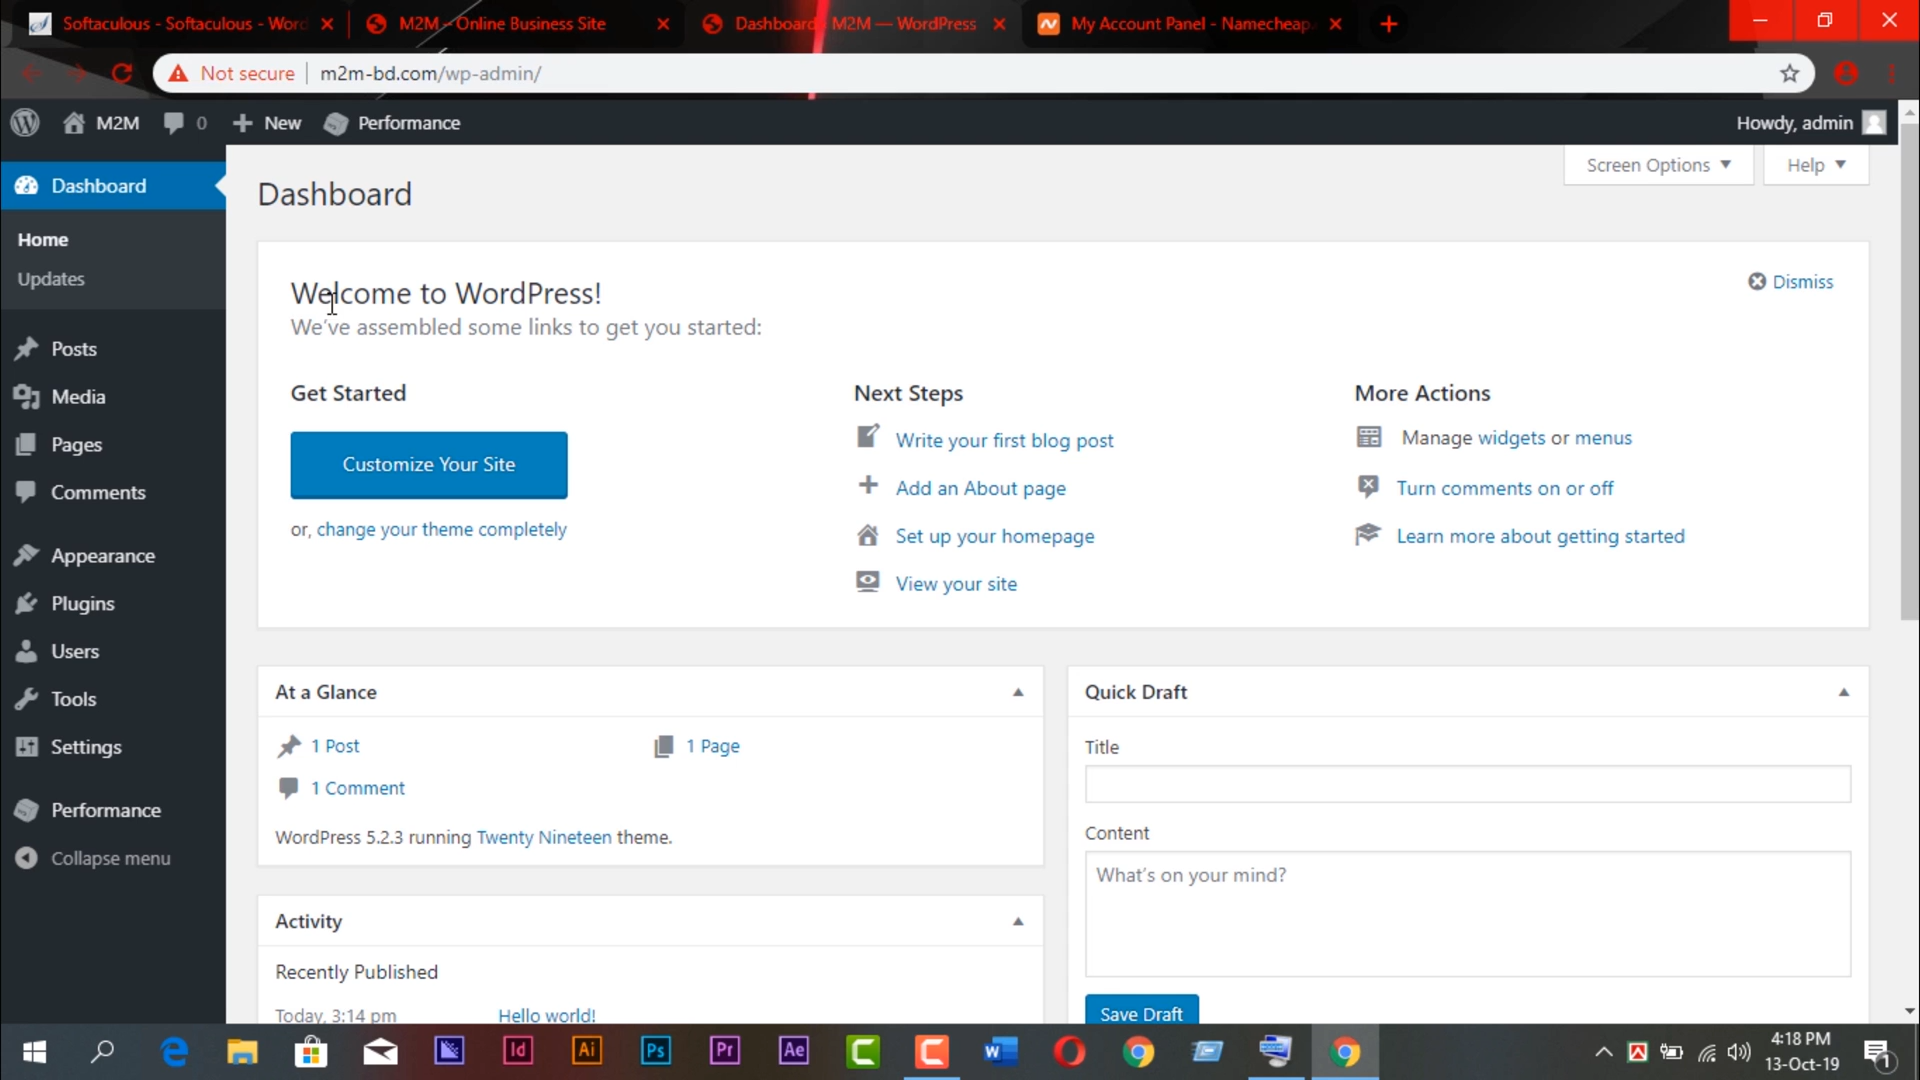 Softaculous - Softaculous - Word
M2M – Online Business Site
Dashboard ‹ M2M — WordPress
My Account Panel - Namecheap.
Not secure
m2m-bd.com/wp-admin/
M2M
0
New
Performance
Howdy, admin
Dashboard
Home
Updates
Posts
Media
Pages
Comments
Appearance
Plugins
Users
Tools
Settings
Performance
Collapse menu
Screen Options
Help
Dashboard
Welcome to WordPress!
We've assembled some links to get you started:
Dismiss
Get Started
Customize Your Site
or, change your theme completely
Next Steps
Write your first blog post
Add an About page
Set up your homepage
View your site
More Actions
Manage widgets or menus
Turn comments on or off
Learn more about getting started
At a Glance
1 Post
1 Page
1 Comment
WordPress 5.2.3 running Twenty Nineteen theme.
Activity
Recently Published
Today, 3:14 pm
Hello world!
Quick Draft
Title
Content
What's on your mind?
Save Draft
Id
Ai
Ps
Pr
Ae
4:18 PM
13-Oct-19
1